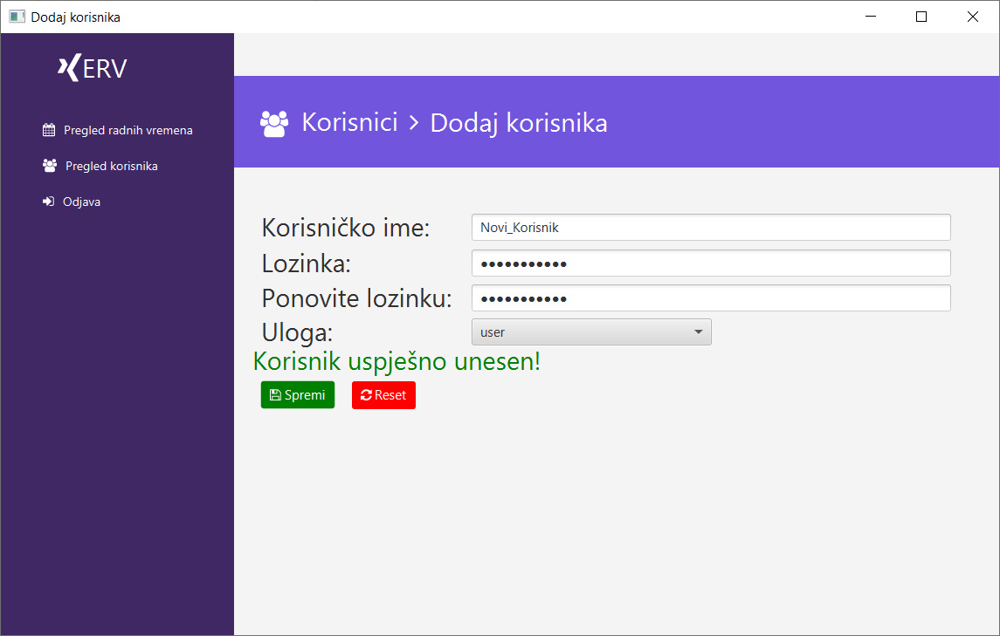 Dodaj korisnika
ERV
Pregled radnih vremena
Pregled korisnika
Odjava
Korisnici > Dodaj korisnika
Korisničko ime: Novi_Korisnik
Lozinka: ●●●●●●●●●●●
Ponovite lozinku: ●●●●●●●●●●●
Uloga: user
Korisnik uspješno unesen!
Spremi Reset